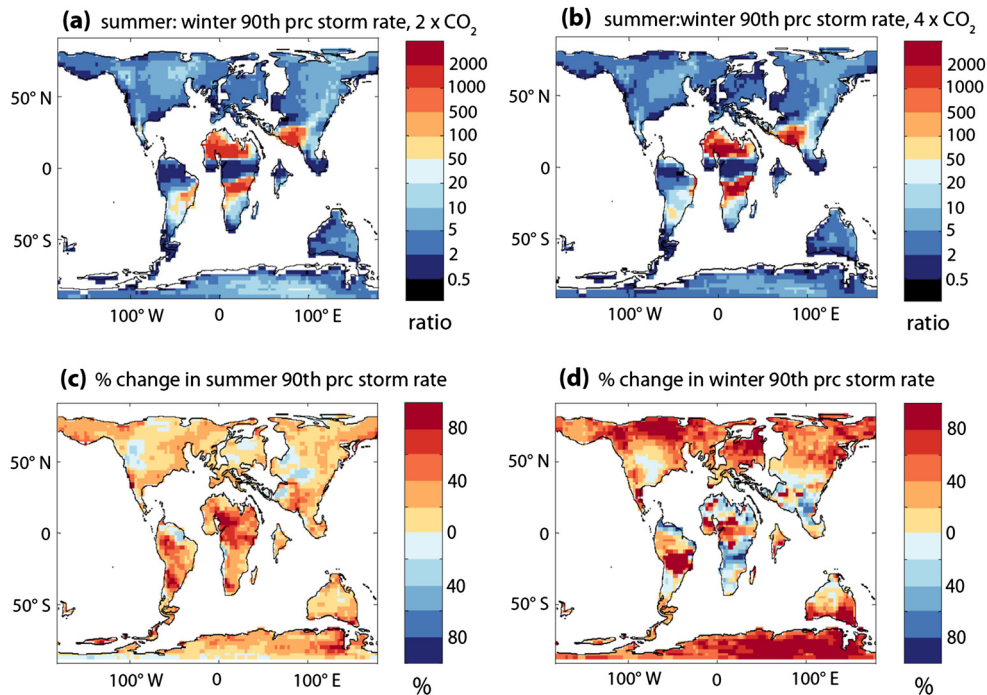 (a) summer: winter 90th prc storm rate, 2 x CO2
2000
1000
500
100
50
20
10
5
2
0.5
ratio
50° N
0
50° S
100° W 0 100° E
(b) summer:winter 90th prc storm rate, 4 x CO2
2000
1000
500
100
50
20
10
5
2
0.5
ratio
50° N
0
50° S
100° W 0 100° E
(c) % change in summer 90th prc storm rate
80
40
0
40
80
%
50° N
0
50° S
100° W 0 100° E
(d) % change in winter 90th prc storm rate
80
40
0
40
80
%
50° N
0
50° S
100° W 0 100° E